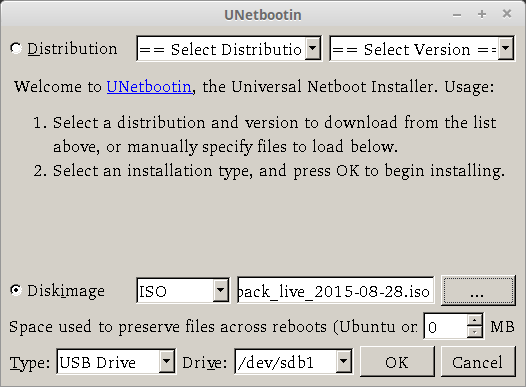 UNetbootin
Distribution == Select Distributio == Select Version ==
Welcome to UNetbootin, the Universal Netboot Installer. Usage:
1. Select a distribution and version to download from the list
above, or manually specify files to load below.
2. Select an installation type, and press OK to begin installing.
Diskimage ISO pack_live_2015-08-28.iso ...
Space used to preserve files across reboots (Ubuntu on 0 MB
Type: USB Drive Drive: /dev/sdb1 OK Cancel